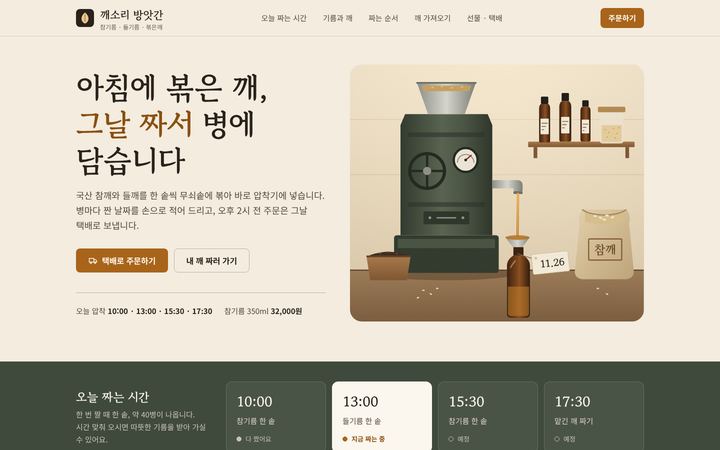 깨소리 방앗간
참기름 · 들기름 · 볶은깨
오늘 짜는 시간
기름과 깨
짜는 순서
깨 가져오기
선물 · 택배
주문하기
아침에 볶은 깨,
그날 짜서 병에
담습니다
국산 참깨와 들깨를 한 솥씩 무쇠솥에 볶아 바로 압착기에 넣습니다.
병마다 짠 날짜를 손으로 적어 드리고, 오후 2시 전 주문은 그날
택배로 보냅니다.
택배로 주문하기
내 깨 짜러 가기
오늘 압착 10:00 · 13:00 · 15:30 · 17:30
참기름 350ml 32,000원
11.26
참깨
오늘 짜는 시간
한 번 짤 때 한 솥, 약 40병이 나옵니다.
시간 맞춰 오시면 따뜻한 기름을 받아 가실
수 있어요.
10:00
참기름 한 솥
다 짰어요
13:00
들기름 한 솥
지금 짜는 중
15:30
참기름 한 솥
예정
17:30
맡긴 깨 짜기
예정